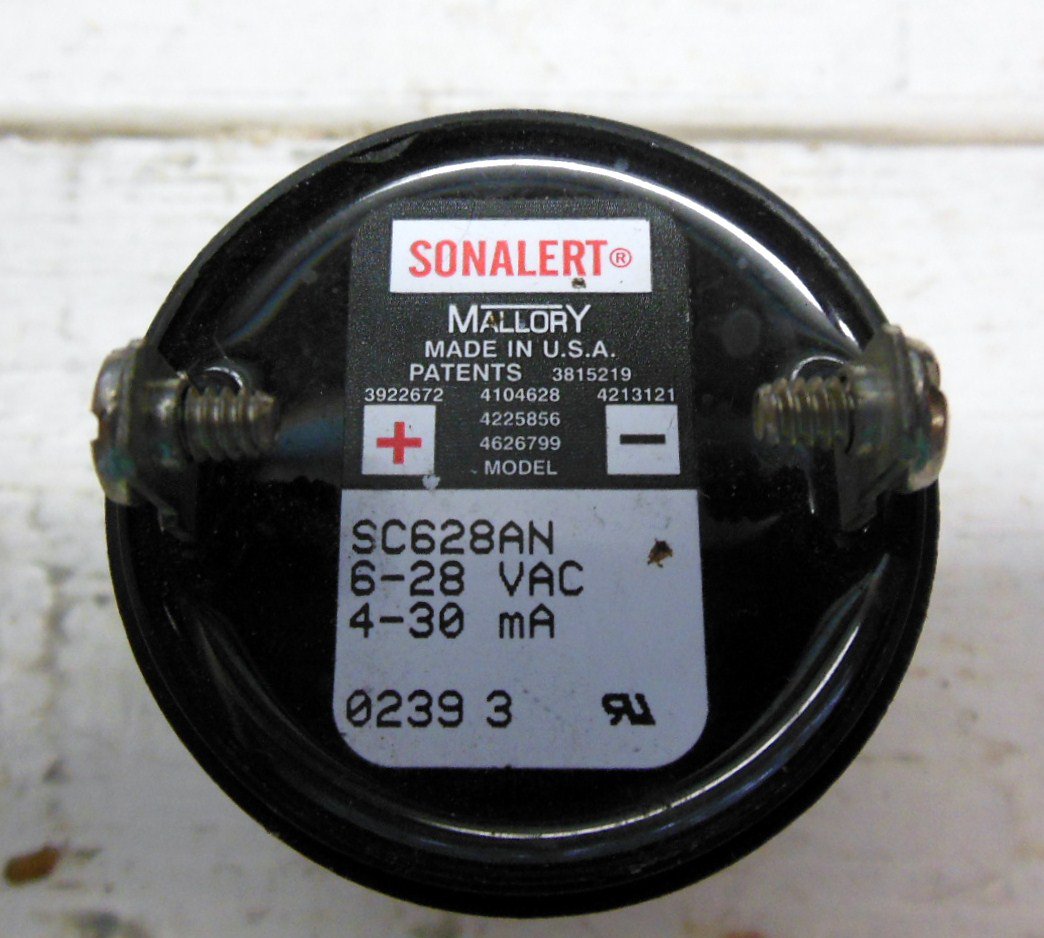 SONALERT®
MALLORY
MADE IN U.S.A.
PATENTS 3815219
3922672 4104628 4213121
+ 4225856 −
4626799
MODEL
SC628AN
6-28 VAC
4-30 mA
0239 3 RU